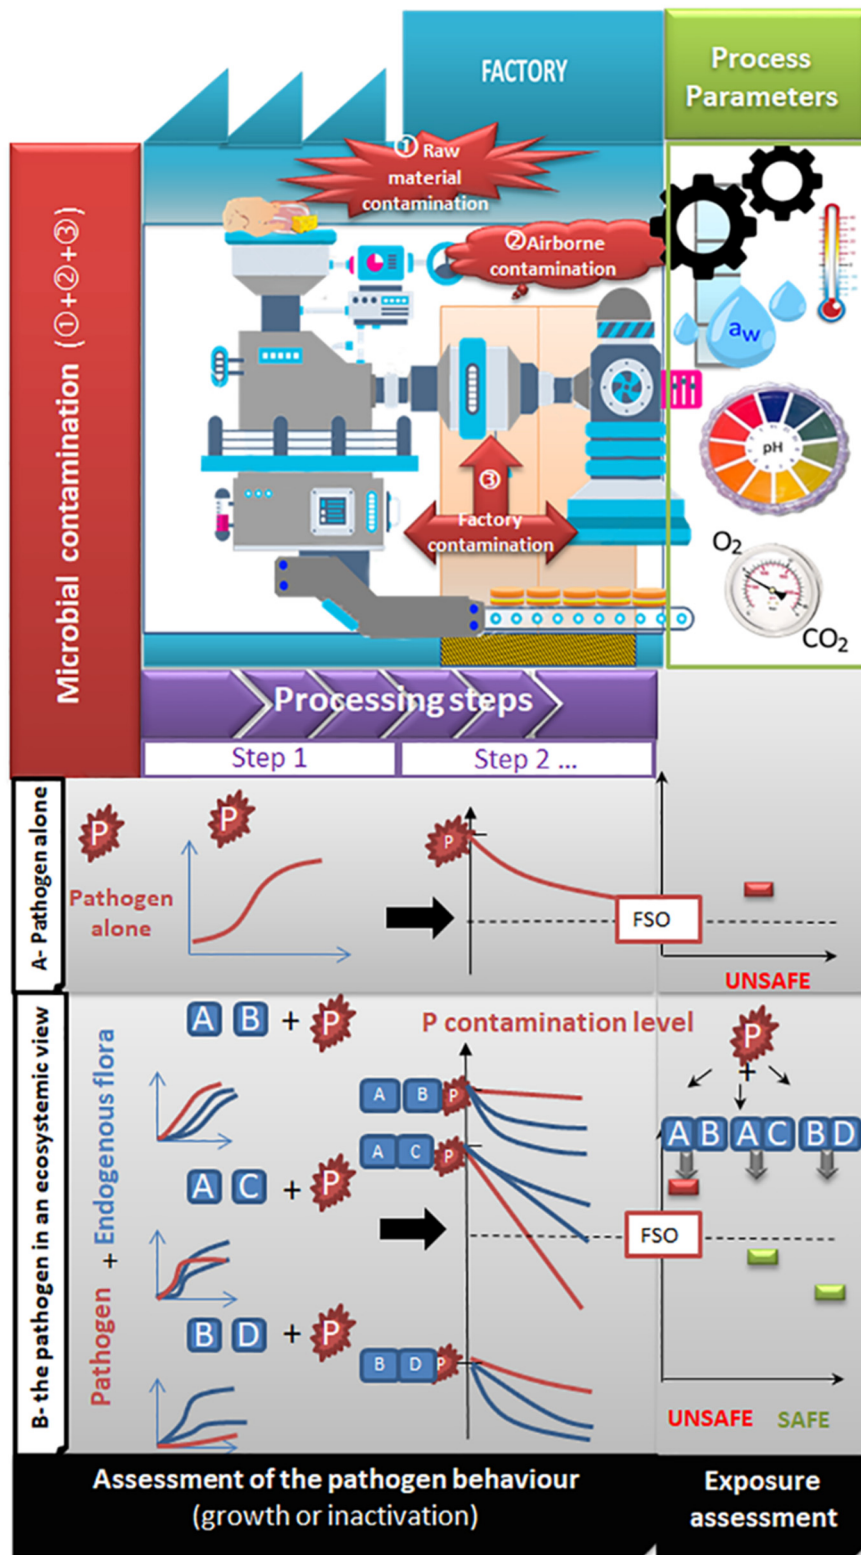 FACTORY
Process
Parameters
① Raw
material
contamination
②Airborne
contamination
Microbial contamination (①+②+③)
aw
pH
③
Factory
contamination
O2
CO2
Processing steps
Step 1
Step 2 ...
A- Pathogen alone
P
P
Pathogen
alone
P
FSO
UNSAFE
B- the pathogen in an ecosystemic view
Pathogen + Endogenous flora
A B + P
P contamination level
P
+
A B P
A B A C B D
A C P
A C + P
FSO
B D + P
B D P
UNSAFE SAFE
Assessment of the pathogen behaviour
(growth or inactivation)
Exposure
assessment